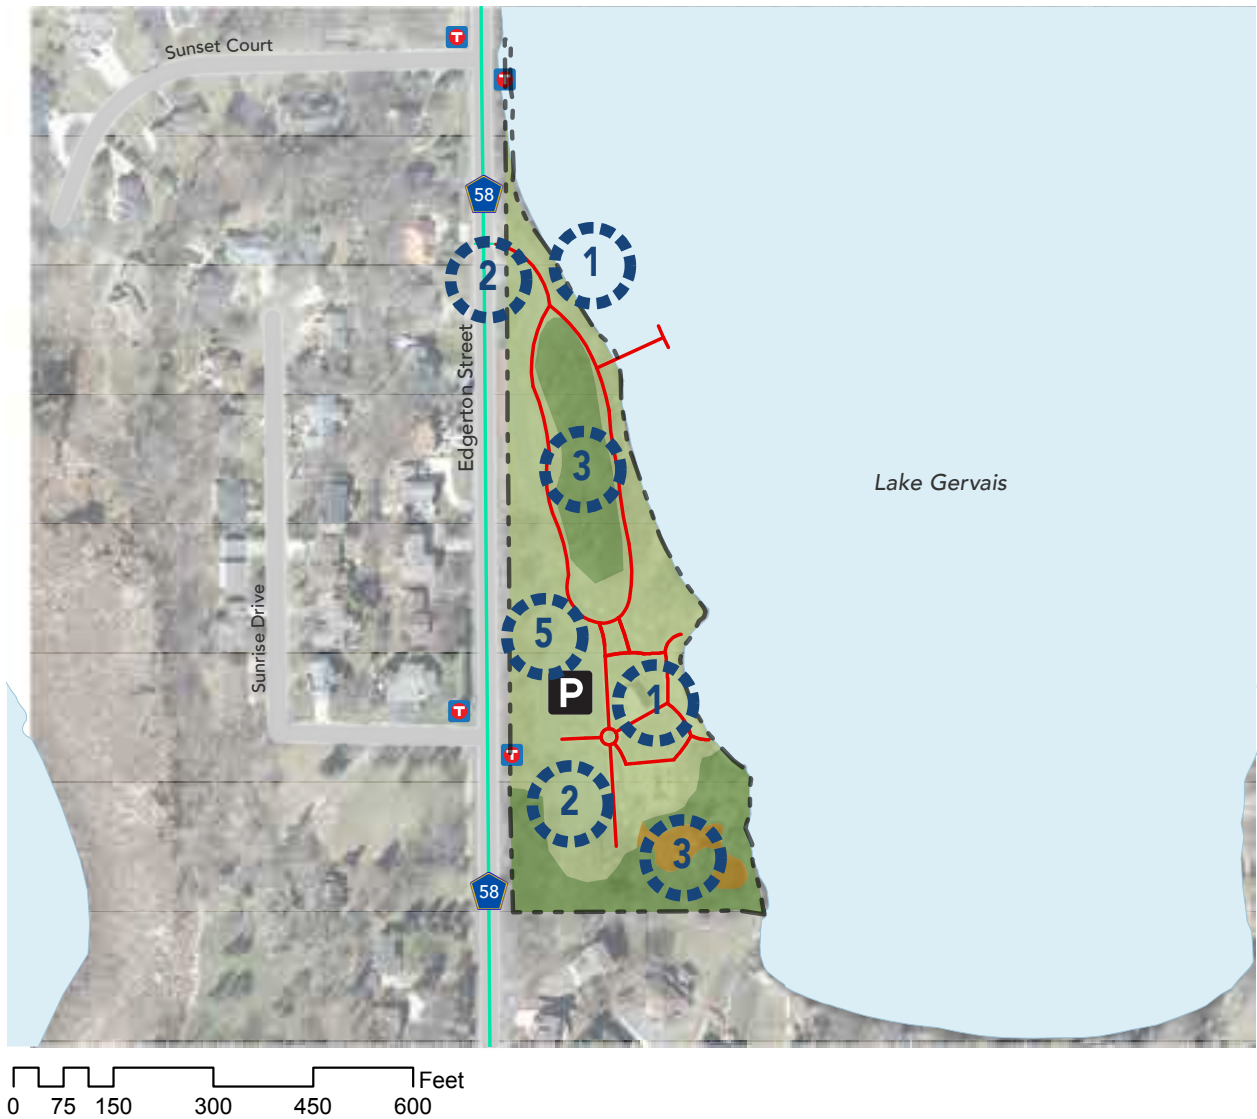 Sunset Court
T
T
58
1
2
Edgerton Street
3
Lake Gervais
5
Sunrise Drive
P
1
T
T
2
3
58
Feet
0 75 150 300 450 600